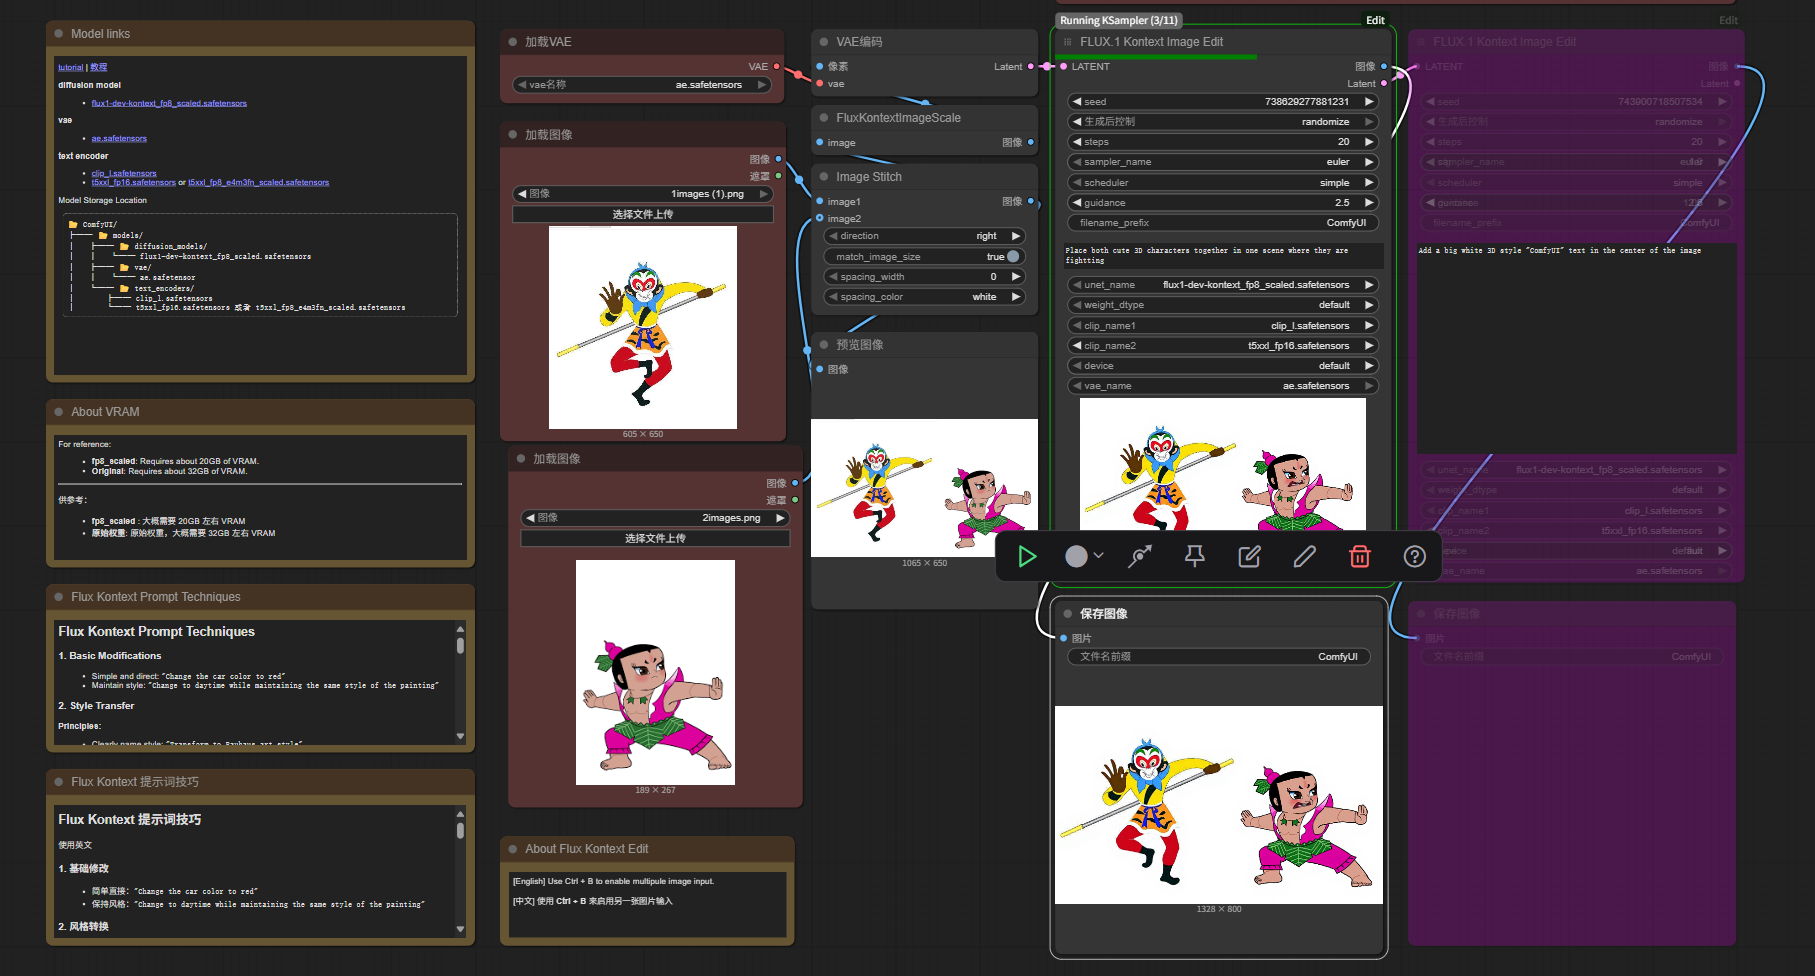 Model links
tutorial | 教程
diffusion model
flux1-dev-kontext_fp8_scaled.safetensors
vae
ae.safetensors
text encoder
clip_l.safetensors
t5xxl_fp16.safetensors or t5xxl_fp8_e4m3fn_scaled.safetensors
Model Storage Location
ComfyUI/
models/
diffusion_models/
flux1-dev-kontext_fp8_scaled.safetensors
vae/
ae.safetensor
text_encoders/
clip_l.safetensors
t5xxl_fp16.safetensors 或者 t5xxl_fp8_e4m3fn_scaled.safetensors
About VRAM
For reference:
fp8_scaled: Requires about 20GB of VRAM.
Original: Requires about 32GB of VRAM.
供参考:
fp8_scaled : 大概需要 20GB 左右 VRAM
原始权重: 原始权重，大概需要 32GB 左右 VRAM
Flux Kontext Prompt Techniques
Flux Kontext Prompt Techniques
1. Basic Modifications
Simple and direct: "Change the car color to red"
Maintain style: "Change to daytime while maintaining the same style of the painting"
2. Style Transfer
Principles:
Clearly name style: "Transform to Bauhaus art style"
Flux Kontext 提示词技巧
Flux Kontext 提示词技巧
使用英文
1. 基础修改
简单直接: "Change the car color to red"
保持风格: "Change to daytime while maintaining the same style of the painting"
2. 风格转换
加载VAE
VAE
vae名称 ae.safetensors
加载图像
图像
遮罩
图像 1images (1).png
选择文件上传
605 × 650
加载图像
图像
遮罩
图像 2images.png
选择文件上传
189 × 267
About Flux Kontext Edit
[English] Use Ctrl + B to enable multipule image input.
[中文] 使用 Ctrl + B 来启用另一张图片输入
VAE编码
像素 Latent
vae
FluxKontextImageScale
image 图像
Image Stitch
image1 图像
image2
direction right
match_image_size true
spacing_width 0
spacing_color white
预览图像
图像
1065 × 650
Running KSampler (3/11) Edit
FLUX.1 Kontext Image Edit
LATENT 图像
Latent
seed 738629277881231
生成后控制 randomize
steps 20
sampler_name euler
scheduler simple
guidance 2.5
filename_prefix ComfyUI
Place both cute 3D characters together in one scene where they are
fightting
unet_name flux1-dev-kontext_fp8_scaled.safetensors
weight_dtype default
clip_name1 clip_l.safetensors
clip_name2 t5xxl_fp16.safetensors
device default
vae_name ae.safetensors
保存图像
图片
文件名前缀 ComfyUI
1328 × 800
Edit
FLUX.1 Kontext Image Edit
LATENT 图像
Latent
seed 743900718507534
生成后控制 randomize
steps 20
scheduler simple
filename_prefix ComfyUI
Add a big white 3D style "ComfyUI" text in the center of the image
unet_name flux1-dev-kontext_fp8_scaled.safetensors
weight_dtype default
clip_name1 clip_l.safetensors
t5xxl_fp16.safetensors
default
ae.safetensors
保存图像
图片
文件名前缀 ComfyUI